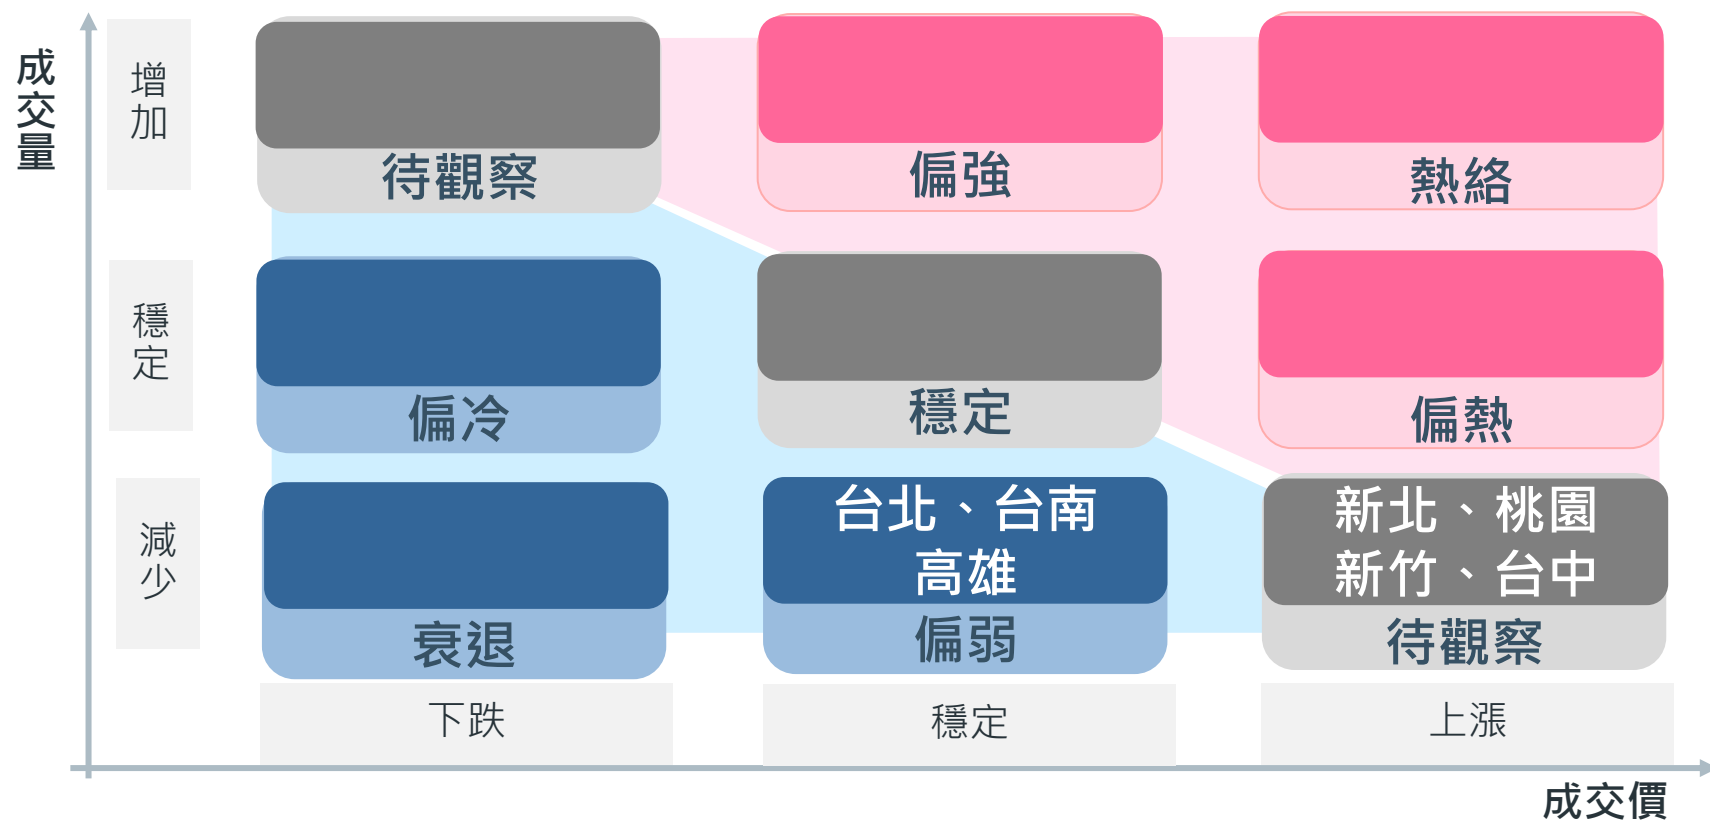 成交量
增加
待觀察
偏強
熱絡
穩定
偏冷
穩定
偏熱
減少
衰退
台北、台南
高雄
偏弱
新北、桃園
新竹、台中
待觀察
下跌
穩定
上漲
成交價